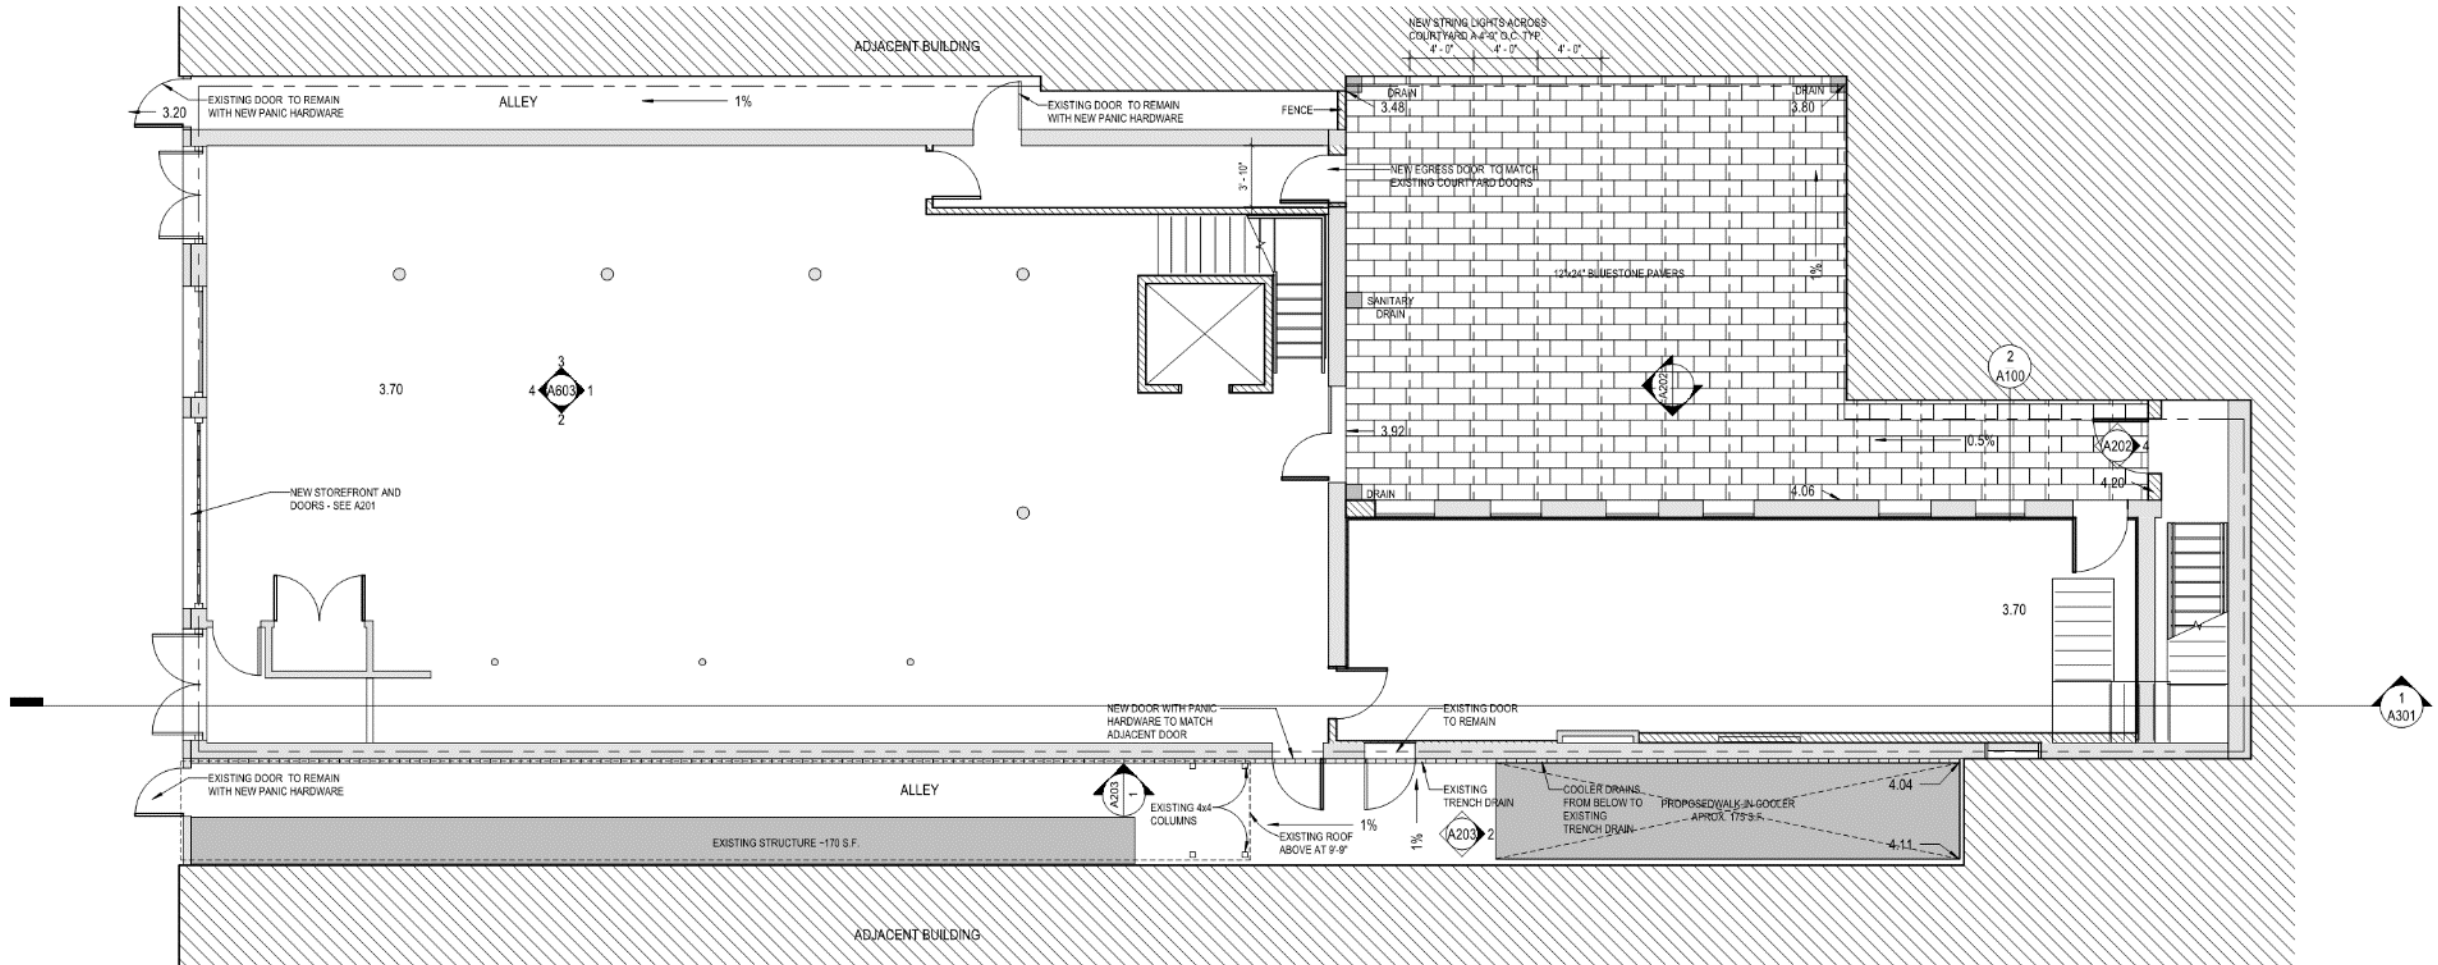 NEW STRING LIGHTS ACROSS
COURTYARD A 4'-0" O.C. TYP.
4' - 0"
4' - 0"
4' - 0"
ADJACENT BUILDING
EXISTING DOOR TO REMAIN
WITH NEW PANIC HARDWARE
3.20
ALLEY
1%
EXISTING DOOR TO REMAIN
WITH NEW PANIC HARDWARE
FENCE
DRAIN
3.48
DRAIN
3.80
3' - 10"
NEW EGRESS DOOR TO MATCH
EXISTING COURTYARD DOORS
1%
12"x24" BLUESTONE PAVERS
SANITARY
DRAIN
3
4
A603
1
2
3.70
A202
2
A100
3.92
0.5%
A202
4
4.20
DRAIN
4.06
NEW STOREFRONT AND
DOORS - SEE A201
3.70
1
A301
NEW DOOR WITH PANIC
HARDWARE TO MATCH
ADJACENT DOOR
EXISTING DOOR
TO REMAIN
EXISTING DOOR TO REMAIN
WITH NEW PANIC HARDWARE
ALLEY
A203
1
EXISTING 4x4
COLUMNS
EXISTING ROOF
ABOVE AT 9'-9"
1%
1%
EXISTING
TRENCH DRAIN
A203
2
COOLER DRAINS
FROM BELOW TO
EXISTING
TRENCH DRAIN
PROPOSEDWALK-IN COOLER
APROX. 175 S.F.
4.04
4.11
EXISTING STRUCTURE ~170 S.F.
ADJACENT BUILDING